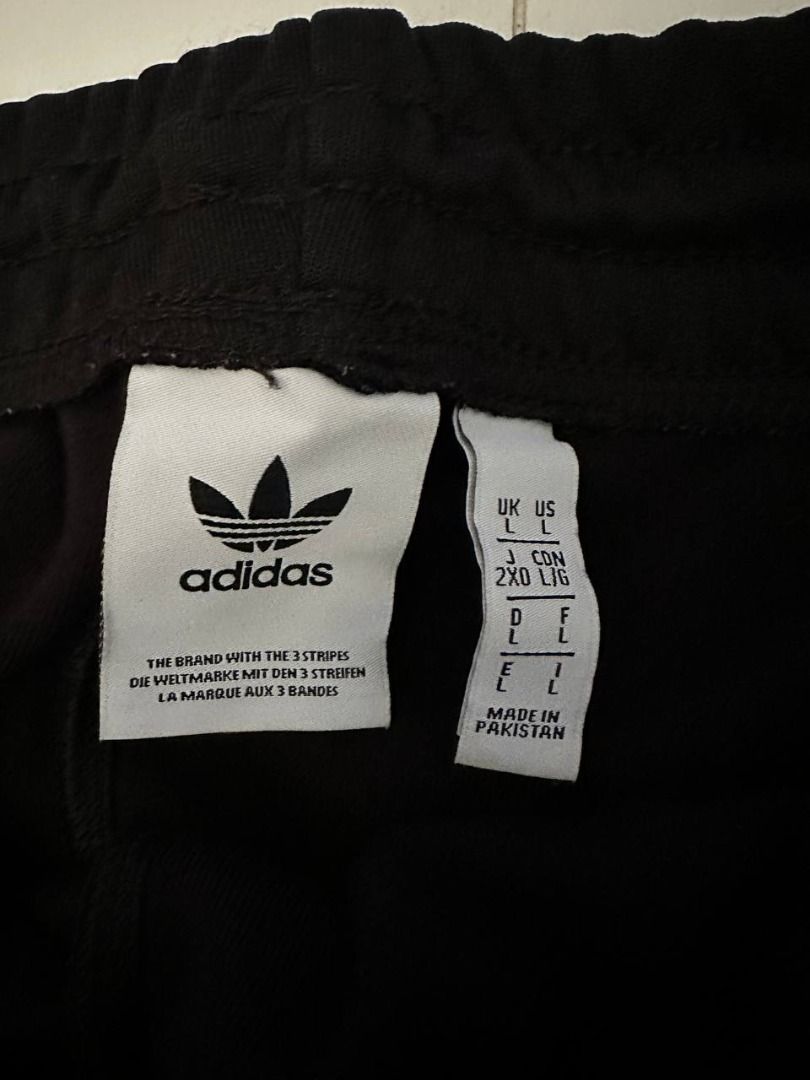 adidas
THE BRAND WITH THE 3 STRIPES
DIE WELTMARKE MIT DEN 3 STREIFEN
LA MARQUE AUX 3 BANDES
UK US
L L
J CDN
2XO L/G
D F
L L
E I
L L
MADE IN
PAKISTAN